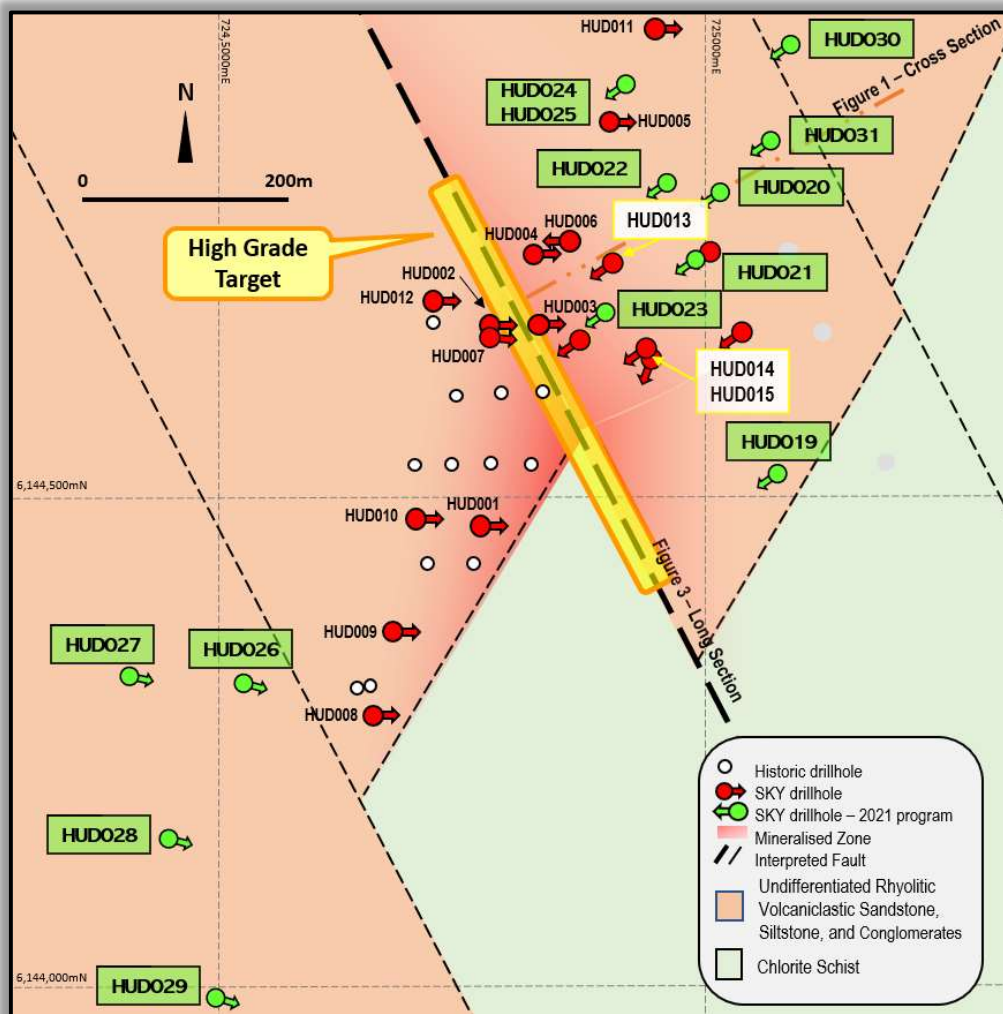 724,5000mE
HUD011
725000mE
HUD030
Figure 1 – Cross Section
HUD024
HUD025
HUD005
HUD031
N
HUD022
HUD020
0
200m
HUD013
HUD006
HUD004
High Grade
Target
HUD002
HUD021
HUD012
HUD003
HUD023
HUD007
HUD014
HUD015
HUD019
6,144,500mN
HUD010
HUD001
Figure 3 – Long Section
HUD009
HUD027
HUD026
HUD008
Historic drillhole
SKY drillhole
SKY drillhole – 2021 program
Mineralised Zone
Interpreted Fault
Undifferentiated Rhyolitic
Volcaniclastic Sandstone,
Siltstone, and Conglomerates
Chlorite Schist
HUD028
6,144,000mN
HUD029